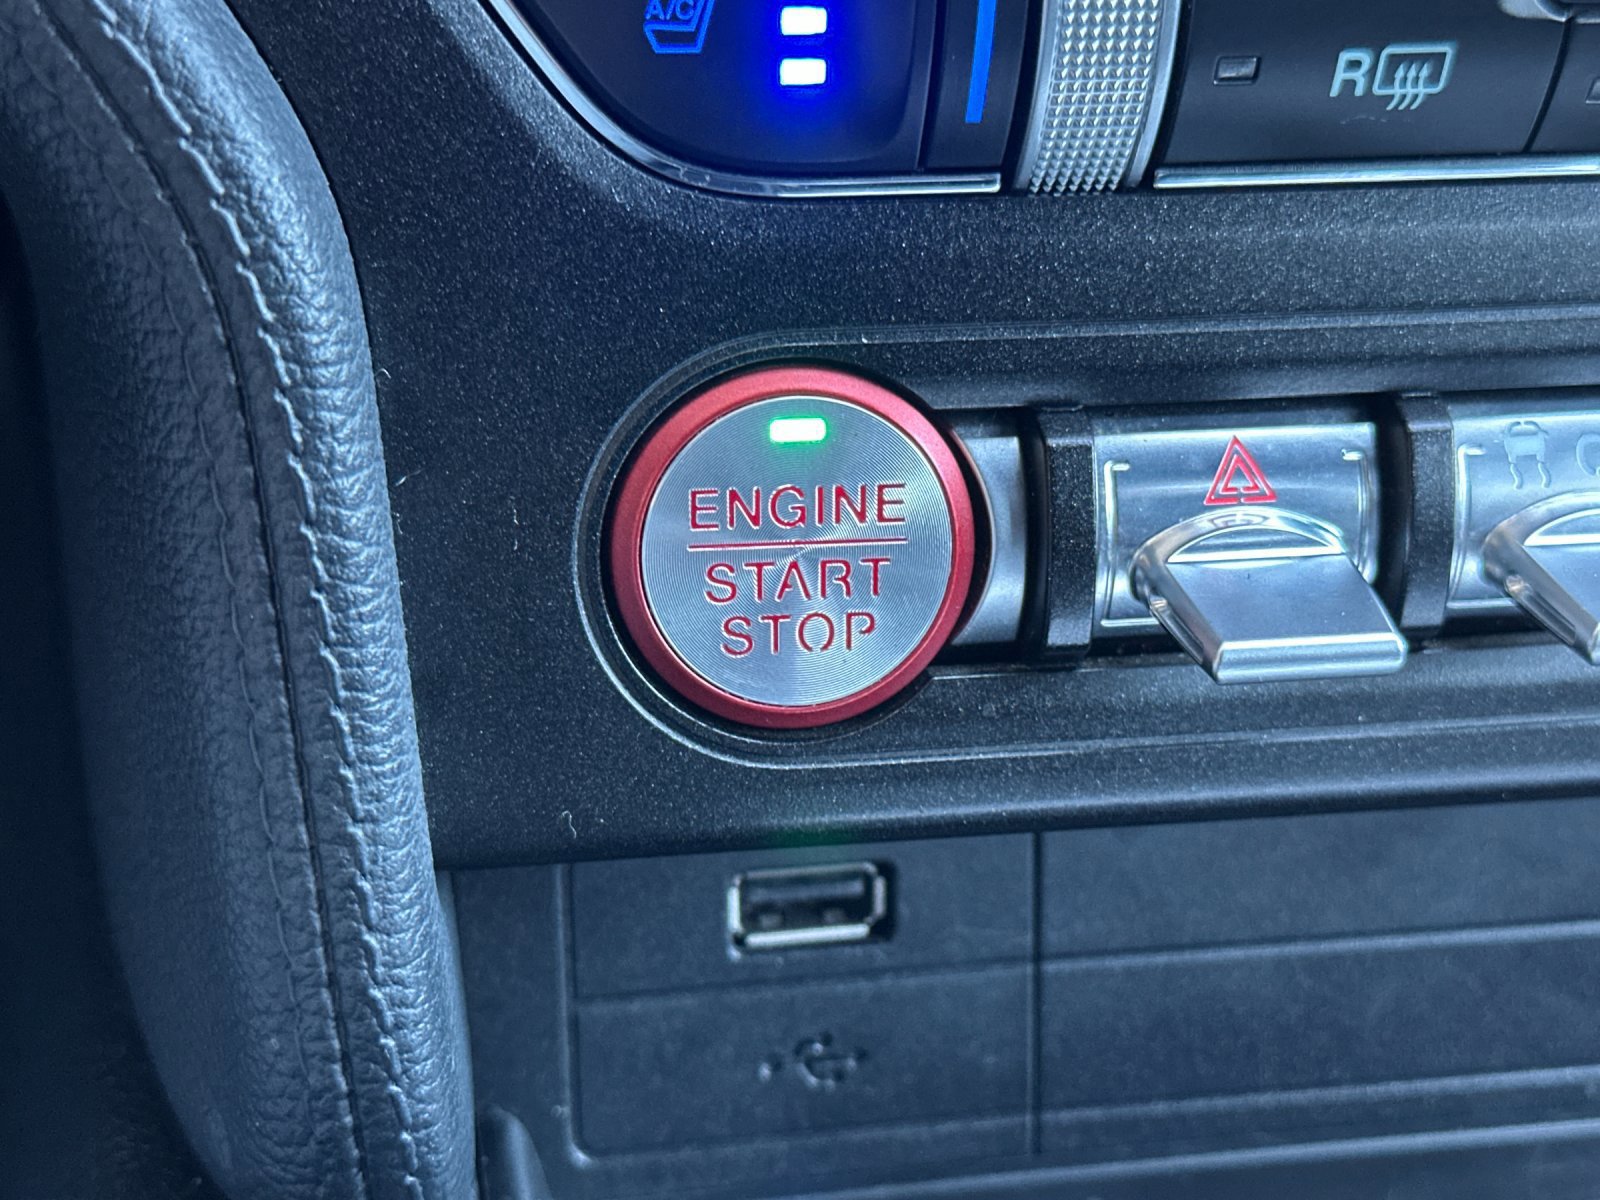 A/C
R
ENGINE
START
STOP